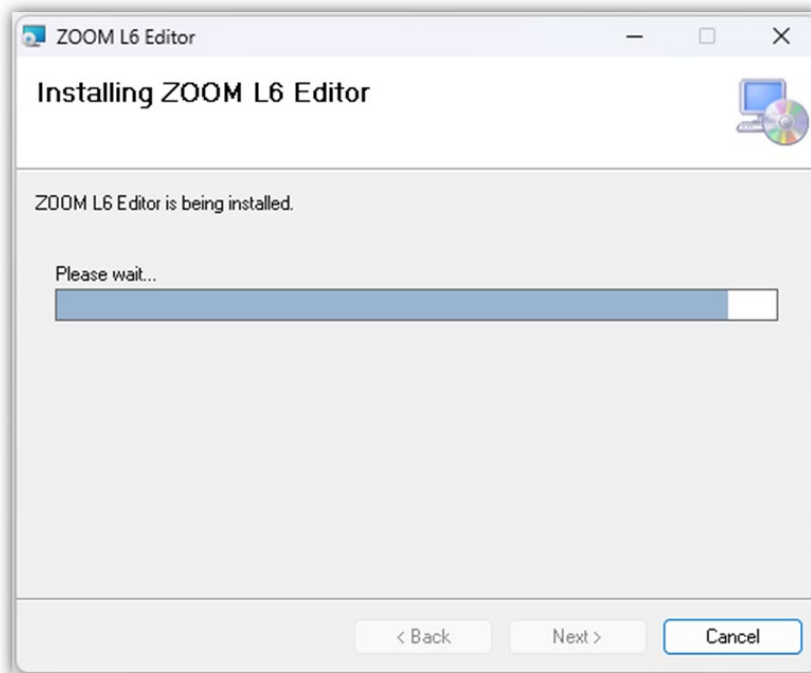 ZOOM L6 Editor
Installing ZOOM L6 Editor
ZOOM L6 Editor is being installed.
Please wait...
< Back Next > Cancel